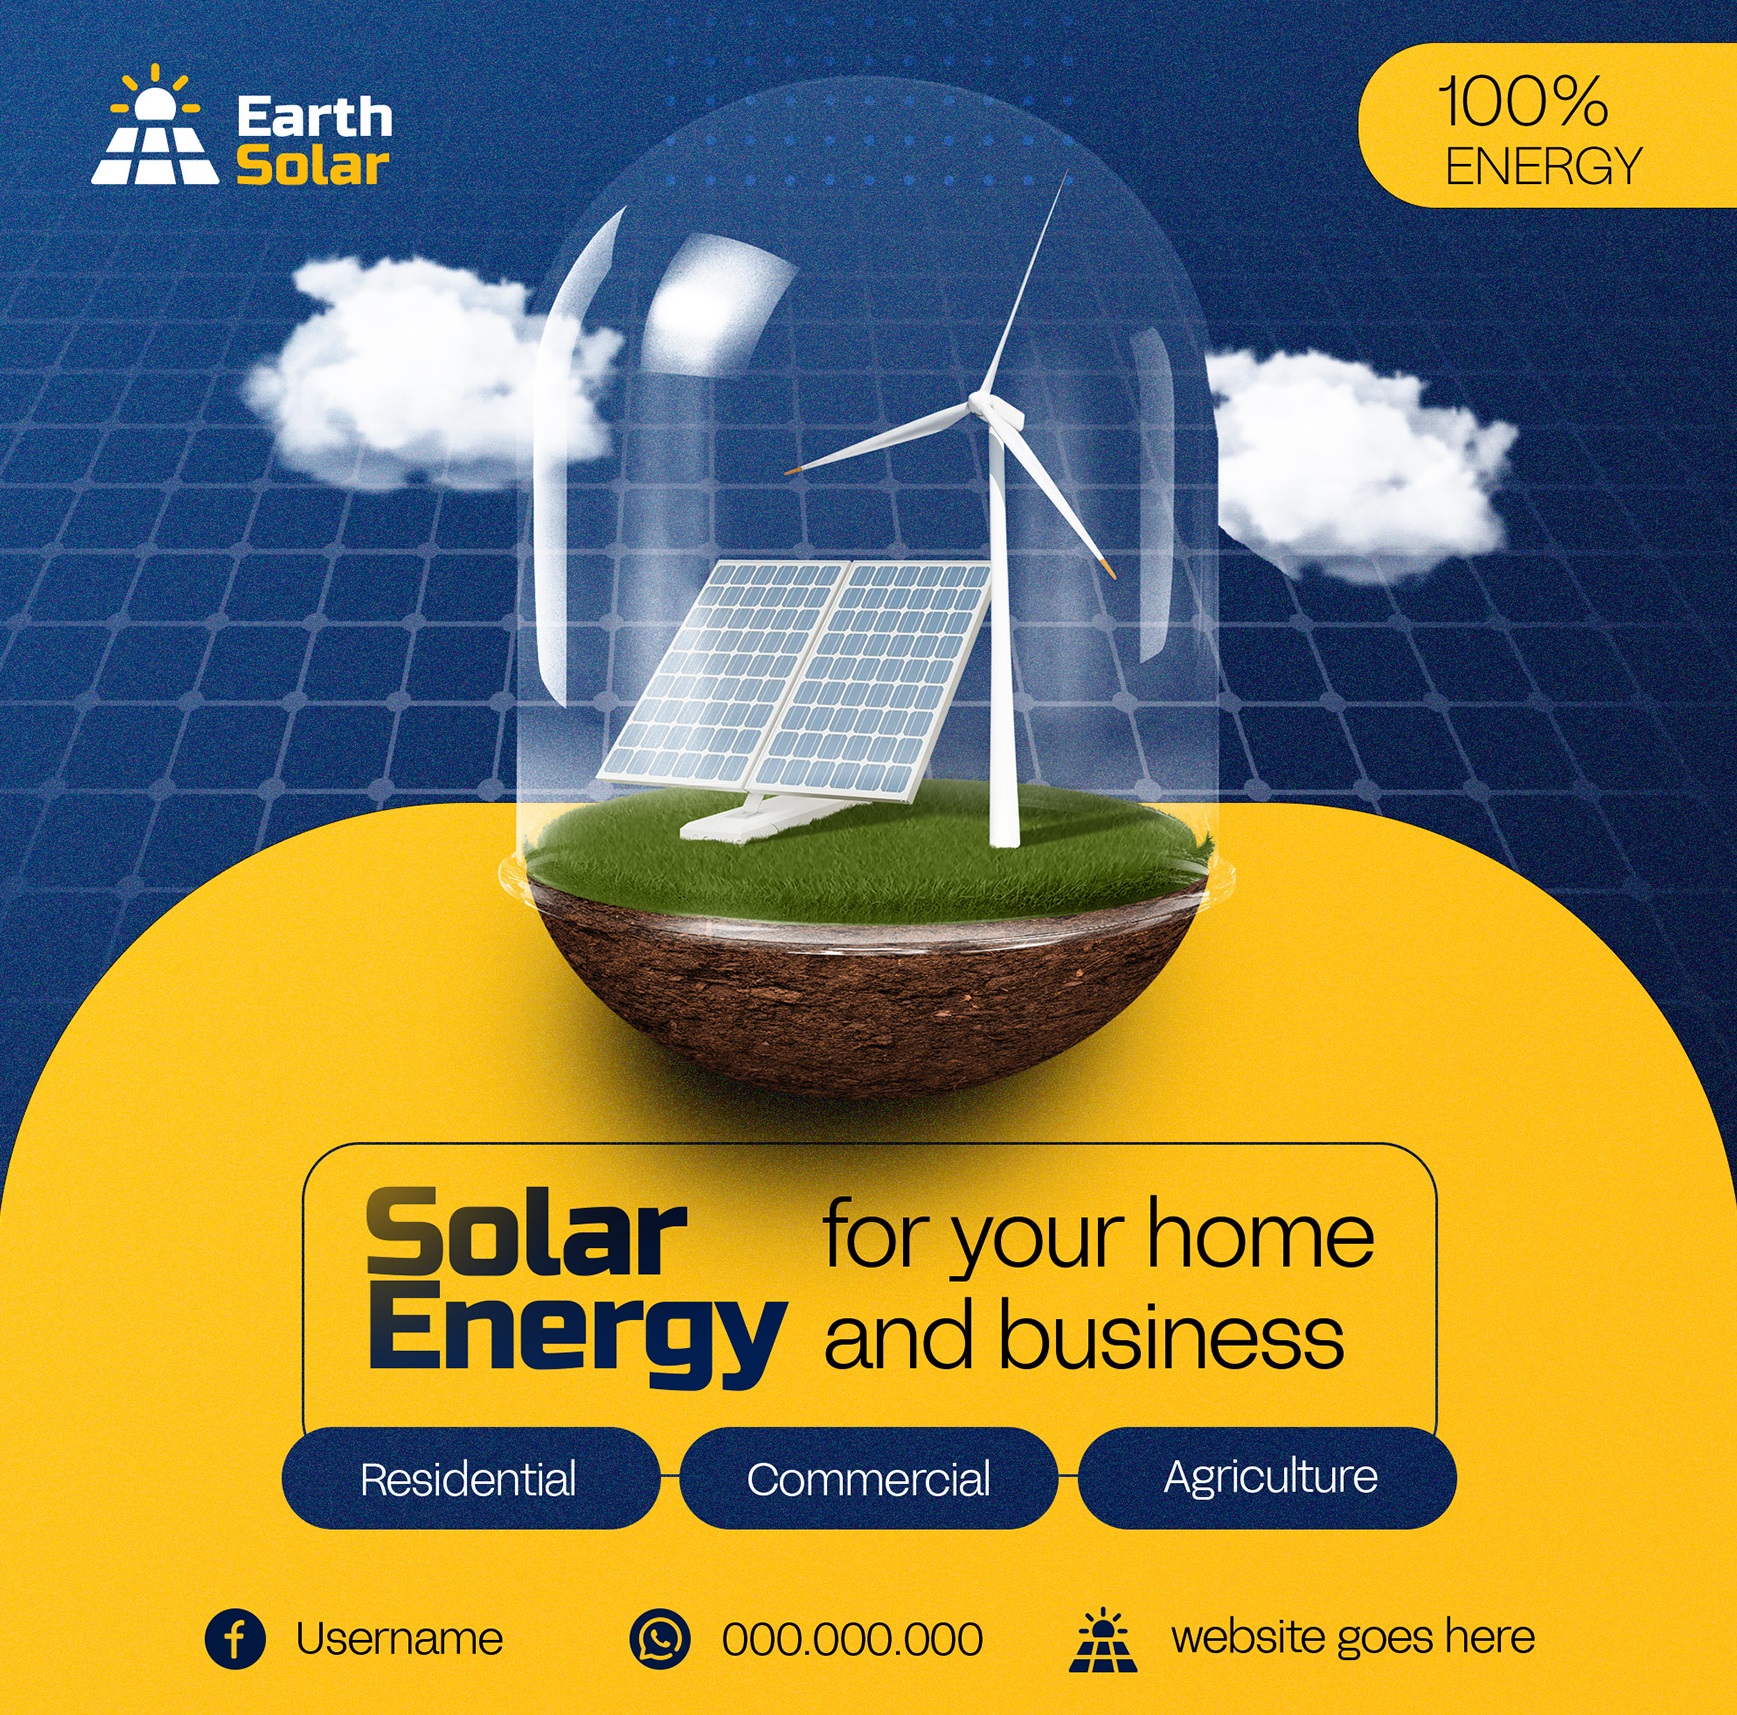 Earth
Solar
100%
ENERGY
Solar
Energy
for your home
and business
Residential
Commercial
Agriculture
Username
000.000.000
website goes here